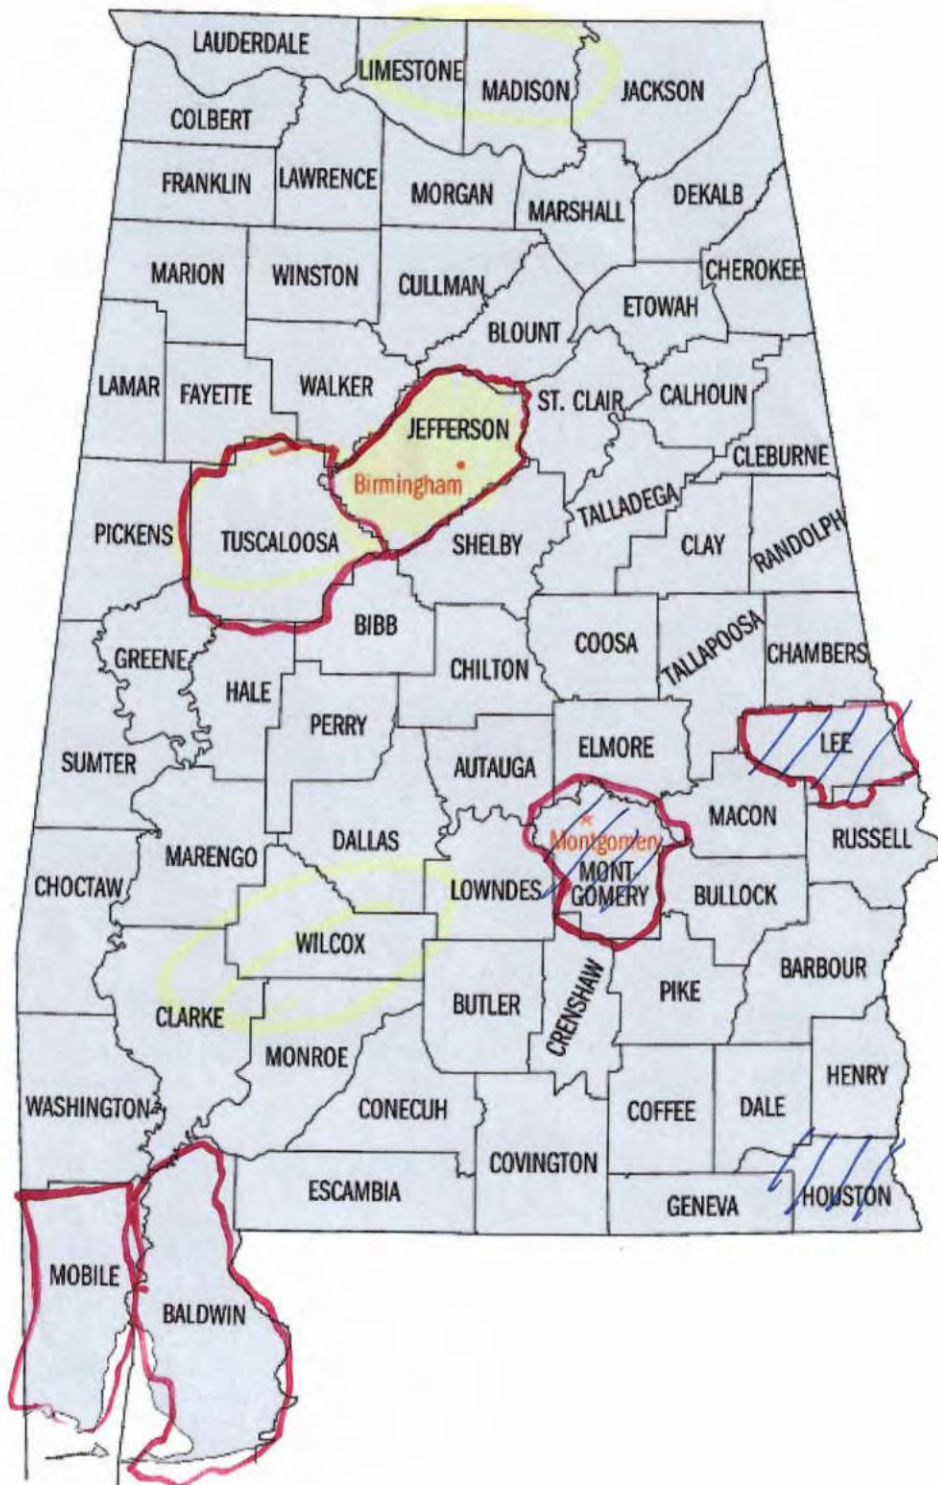 LAUDERDALE
LIMESTONE
MADISON
JACKSON
COLBERT
FRANKLIN
LAWRENCE
MORGAN
MARSHALL
DEKALB
MARION
WINSTON
CULLMAN
CHEROKEE
ETOWAH
BLOUNT
LAMAR
FAYETTE
WALKER
JEFFERSON
ST. CLAIR
CALHOUN
CLEBURNE
Birmingham
PICKENS
TUSCALOOSA
SHELBY
TALLADEGA
CLAY
RANDOLPH
GREENE
HALE
BIBB
CHILTON
COOSA
TALLAPOOSA
CHAMBERS
PERRY
LEE
SUMTER
AUTAUGA
ELMORE
MACON
RUSSELL
MARENGO
DALLAS
Montgomery
MONT
GOMERY
CHOCTAW
LOWNDES
BULLOCK
WILCOX
BARBOUR
CLARKE
BUTLER
CRENSHAW
PIKE
MONROE
HENRY
WASHINGTON
CONECUH
COFFEE
DALE
COVINGTON
ESCAMBIA
GENEVA
HOUSTON
MOBILE
BALDWIN